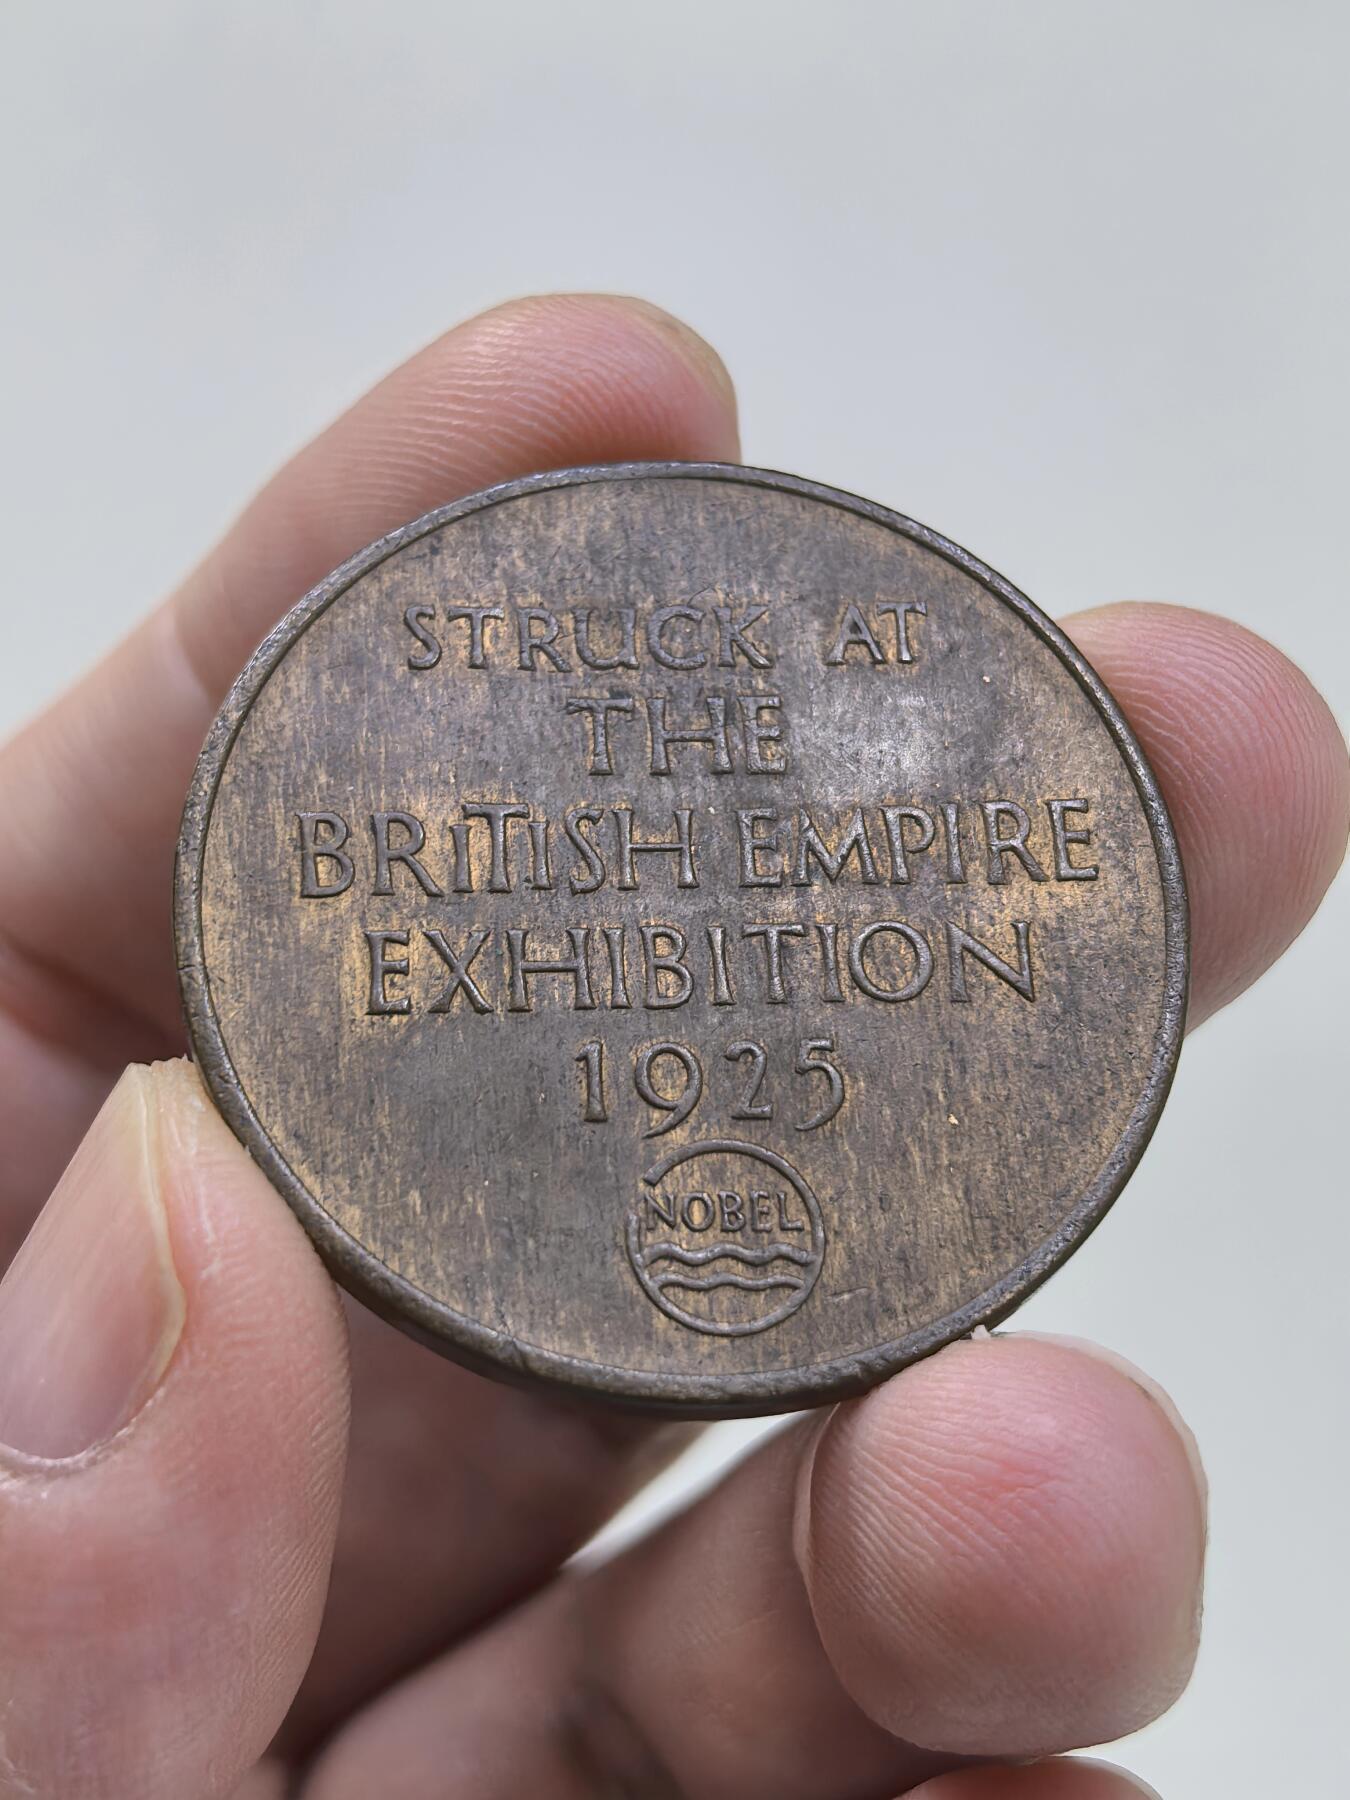 STRUCK AT
THE
BRITISH EMPIRE
EXHIBITION
1925
NOBEL